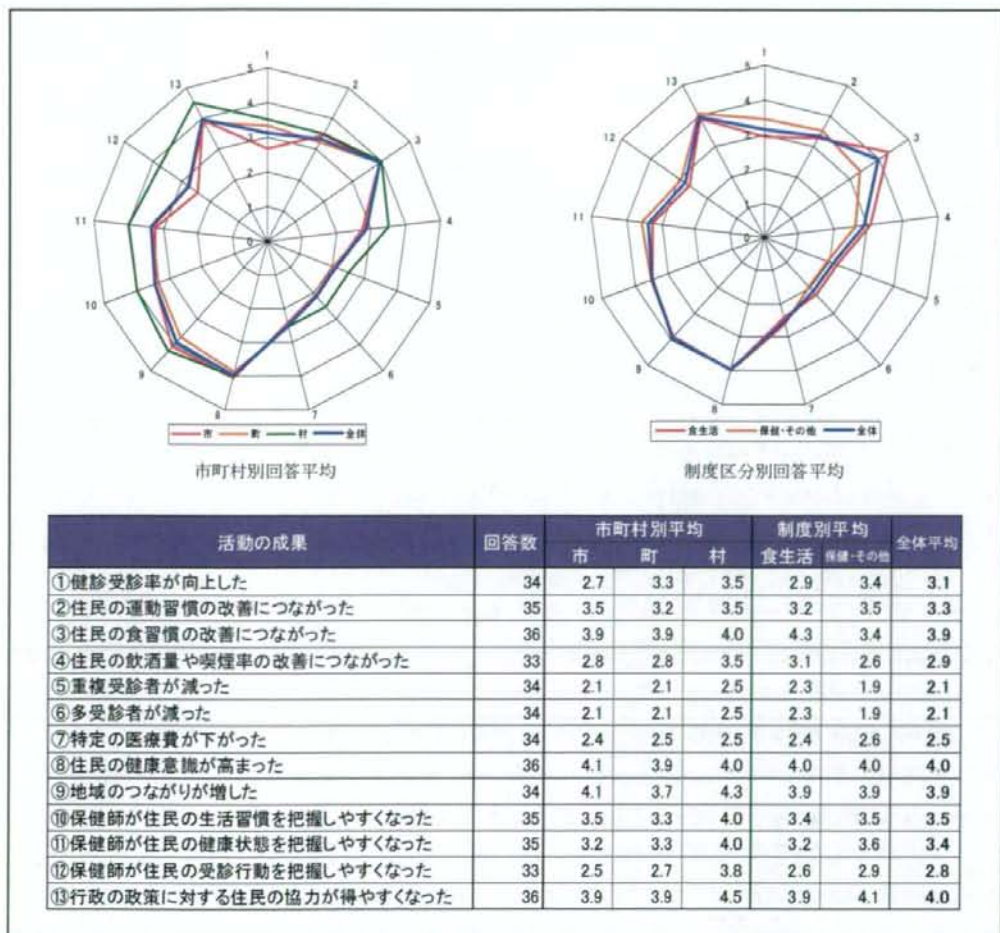 1
2
3
4
5
6
7
8
9
10
11
12
13
5
4
3
2
1
0
市 町 村 全体
市町村別回答平均
1
2
3
4
5
6
7
8
9
10
11
12
13
5
4
3
2
1
0
食生活 保健・その他 全体
制度区分別回答平均
活動の成果 回答数 市町村別平均 制度別平均 全体平均
市 町 村 食生活 保健・その他
①健診受診率が向上した 34 2.7 3.3 3.5 2.9 3.4 3.1
②住民の運動習慣の改善につながった 35 3.5 3.2 3.5 3.2 3.5 3.3
③住民の食習慣の改善につながった 36 3.9 3.9 4.0 4.3 3.4 3.9
④住民の飲酒量や喫煙率の改善につながった 33 2.8 2.8 3.5 3.1 2.6 2.9
⑤重複受診者が減った 34 2.1 2.1 2.5 2.3 1.9 2.1
⑥多受診者が減った 34 2.1 2.1 2.5 2.3 1.9 2.1
⑦特定の医療費が下がった 34 2.4 2.5 2.5 2.4 2.6 2.5
⑧住民の健康意識が高まった 36 4.1 3.9 4.0 4.0 4.0 4.0
⑨地域のつながりが増した 34 4.1 3.7 4.3 3.9 3.9 3.9
⑩保健師が住民の生活習慣を把握しやすくなった 35 3.5 3.3 4.0 3.4 3.5 3.5
⑪保健師が住民の健康状態を把握しやすくなった 35 3.2 3.3 4.0 3.2 3.6 3.4
⑫保健師が住民の受診行動を把握しやすくなった 33 2.5 2.7 3.8 2.6 2.9 2.8
⑬行政の政策に対する住民の協力が得やすくなった 36 3.9 3.9 4.5 3.9 4.1 4.0